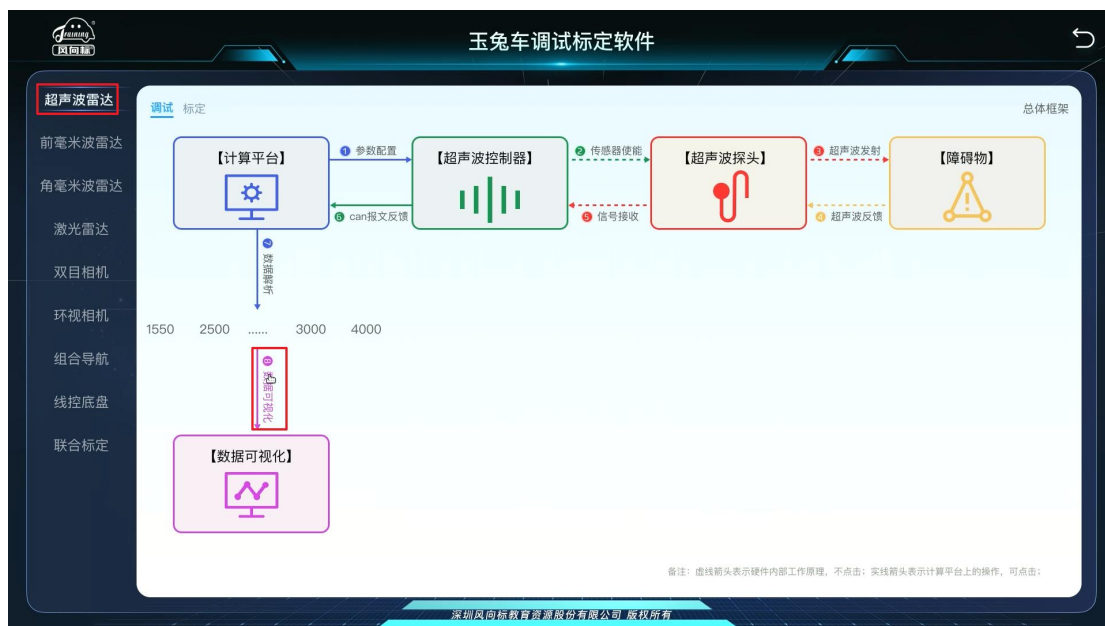 Training
风向标
玉兔车调试标定软件
超声波雷达
前毫米波雷达
角毫米波雷达
激光雷达
双目相机
环视相机
组合导航
线控底盘
联合标定
调试 标定
总体框架
【计算平台】
1 参数配置
【超声波控制器】
2 传感器使能
【超声波探头】
3 超声波发射
【障碍物】
6 can报文反馈
5 信号接收
4 超声波反馈
7 数据解析
1550 2500 ...... 3000 4000
8 数据可视化
【数据可视化】
备注：虚线箭头表示硬件内部工作原理，不点击；实线箭头表示计算平台上的操作，可点击；
深圳风向标教育资源股份有限公司 版权所有